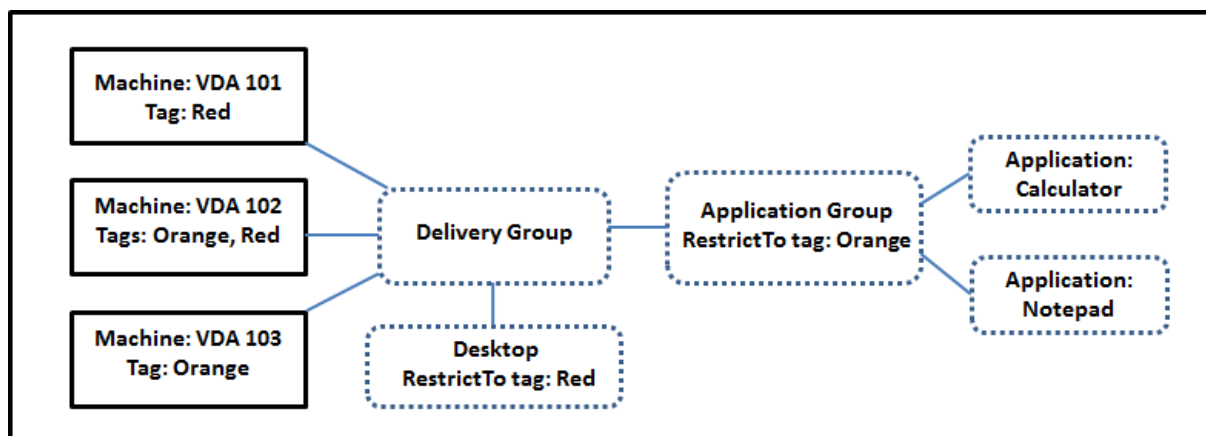 Machine: VDA 101
Tag: Red
Machine: VDA 102
Tags: Orange, Red
Machine: VDA 103
Tag: Orange
Delivery Group
Desktop
RestrictTo tag: Red
Application Group
RestrictTo tag: Orange
Application:
Calculator
Application:
Notepad